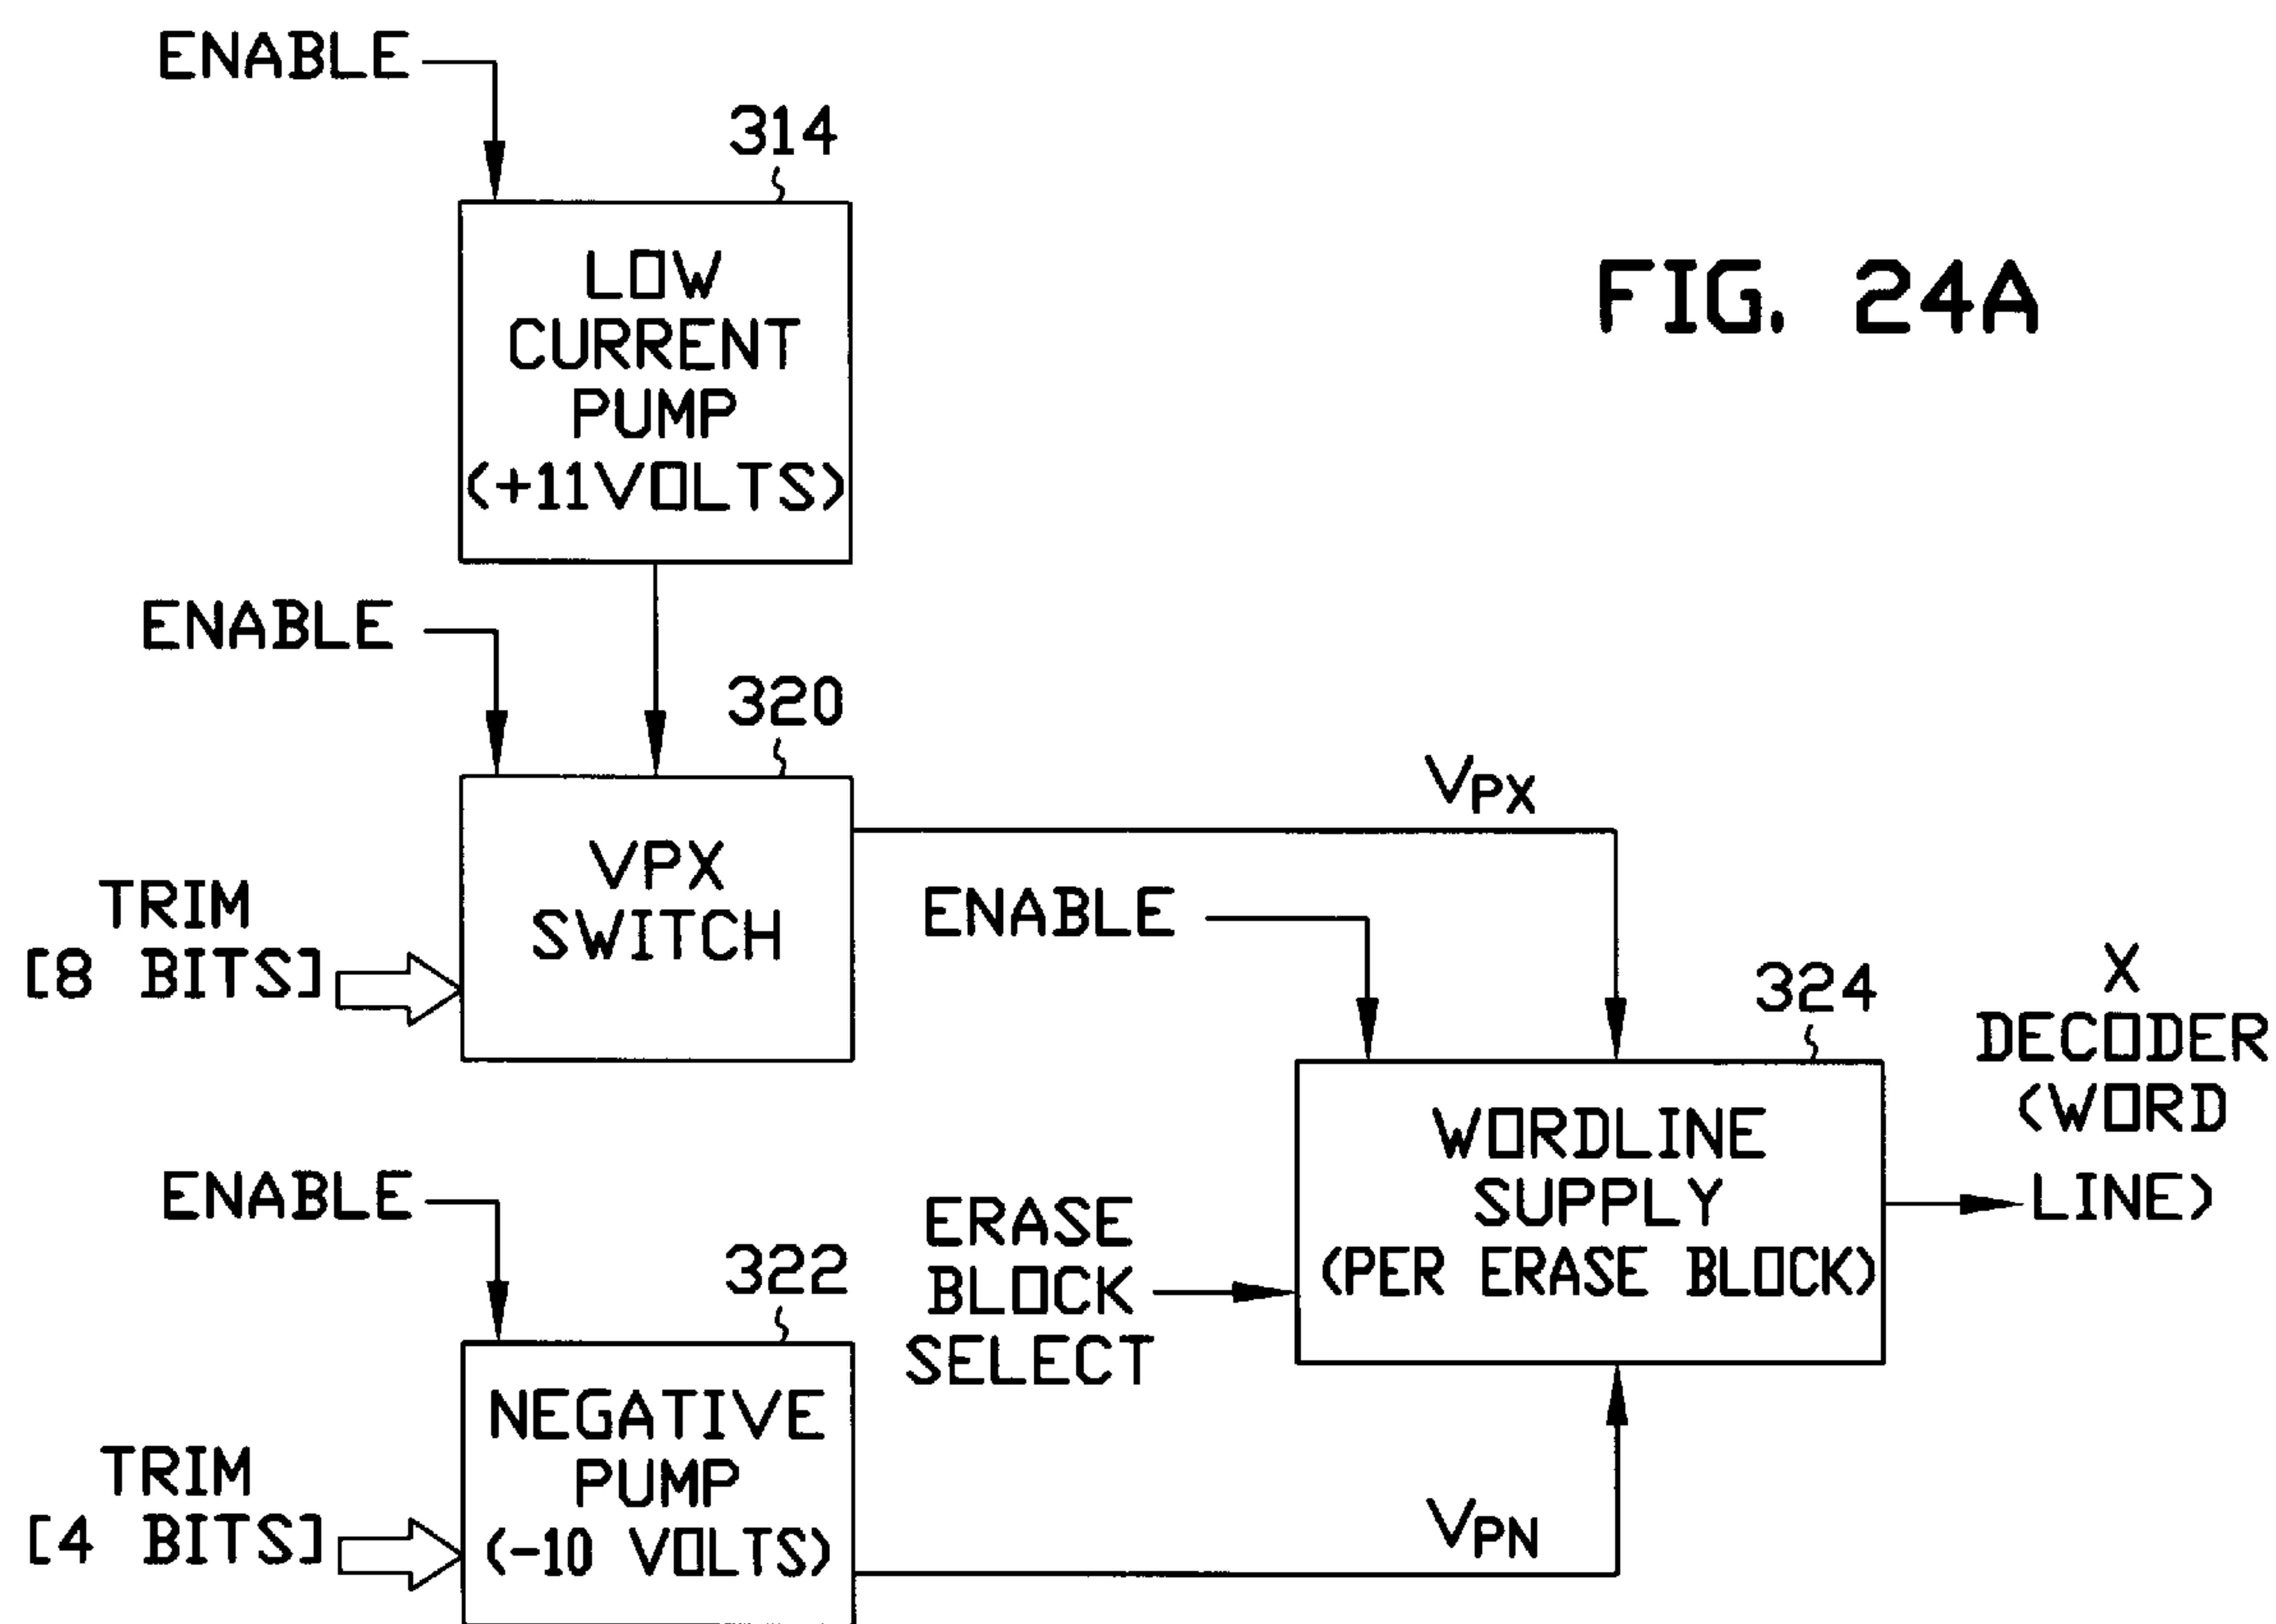 ENABLE
314
LOW
CURRENT
PUMP
(+11VOLTS)
FIG. 24A
ENABLE
320
VPX
SWITCH
TRIM
[8 BITS]
VPX
ENABLE
324
X
DECODER
(WORD
LINE)
WORDLINE
SUPPLY
(PER ERASE BLOCK)
ERASE
BLOCK
SELECT
ENABLE
322
NEGATIVE
PUMP
(-10 VOLTS)
TRIM
[4 BITS]
VPN